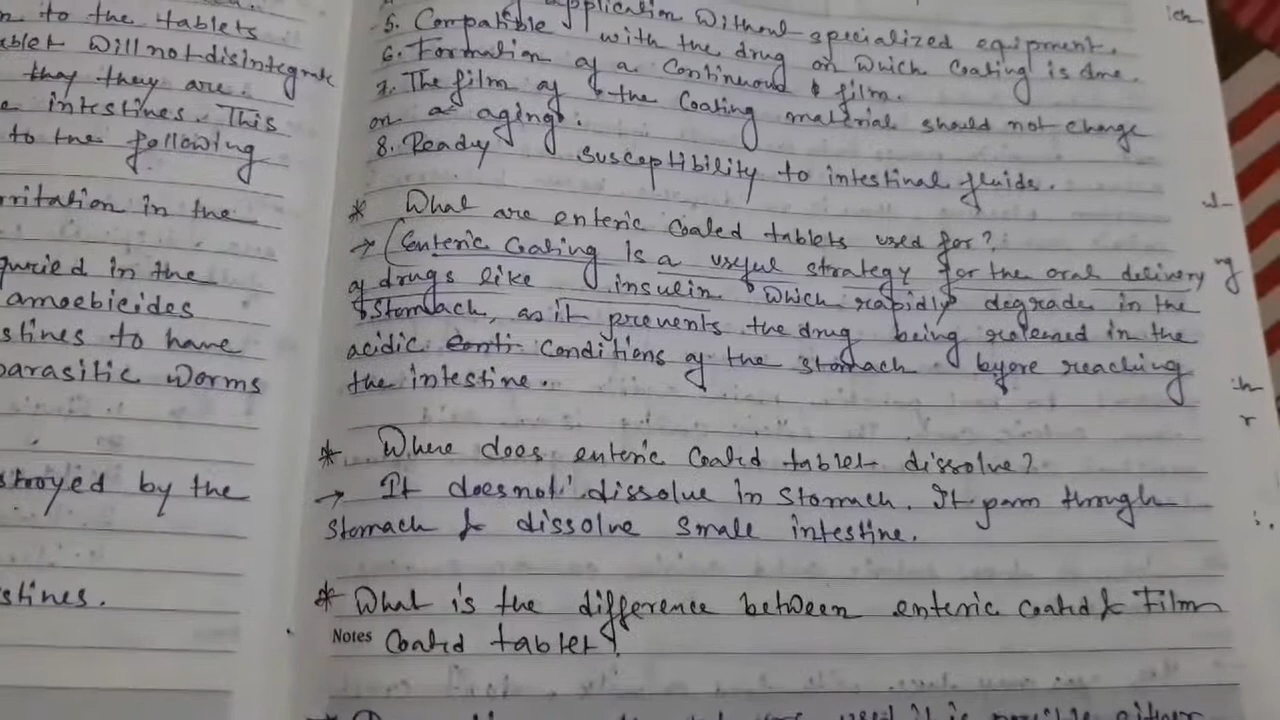 n to the tablets
ablet will not disintegrate
they they are.
e intestines. This
to the following
rritation in the
quried in the
amoebicides
stines to have
parasitic worms
stroyed by the
stines.
application without specialized equipment.
5. Compatible with the drug on which coating is done.
6. Formation of a continuous film.
7. The film of the coating material should not change
on aging.
8. Ready susceptibility to intestinal fluids.
* What are enteric coated tablets used for?
→ (Enteric Coating is a useful strategy for the oral delivery
of drugs like insulin which rapidly degrade in the
stomach, as it prevents the drug being released in the
acidic conditions of the stomach before reaching
the intestine.
* Where does enteric coated tablet dissolve?
→ It does not dissolve in stomach. It pass through
stomach & dissolve small intestine.
* What is the difference between enteric coated & Film
Notes Coated tablet?
used it is